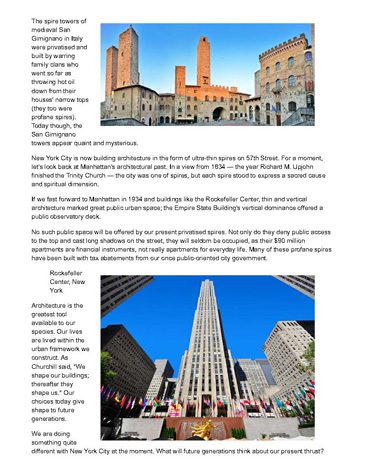 The spire towers of
medieval San
Gimignano in Italy
were privatised and
built by warring
family clans who
went so far as
throwing hot oil
down from their
houses' narrow tops
(they too were
profane spires).
Today though, the
San Gimignano
towers appear quaint and mysterious.
New York City is now building architecture in the form of ultra-thin spires on 57th Street. For a moment,
let's look back at Manhattan's architectural past. In a view from 1834 — the year Richard M. Upjohn
finished the Trinity Church — the city was one of spires, but each spire stood to express a sacred cause
and spiritual dimension.
If we fast forward to Manhattan in 1934 and buildings like the Rockefeller Center, thin and vertical
architecture marked great public urban space; the Empire State Building's vertical dominance offered a
public observatory deck.
No such public space will be offered by our present privatised spires. Not only do they deny public access
to the top and cast long shadows on the street, they will seldom be occupied, as their $90 million
apartments are financial instruments, not really apartments for everyday life. Many of these profane spires
have been built with tax abatements from our once public-oriented city government.
Rockefeller
Center, New
York
Architecture is the
greatest tool
available to our
species. Our lives
are lived within the
urban framework we
construct. As
Churchill said, "We
shape our buildings;
thereafter they
shape us." Our
choices today give
shape to future
generations.
We are doing
something quite
different with New York City at the moment. What will future generations think about our present thrust?